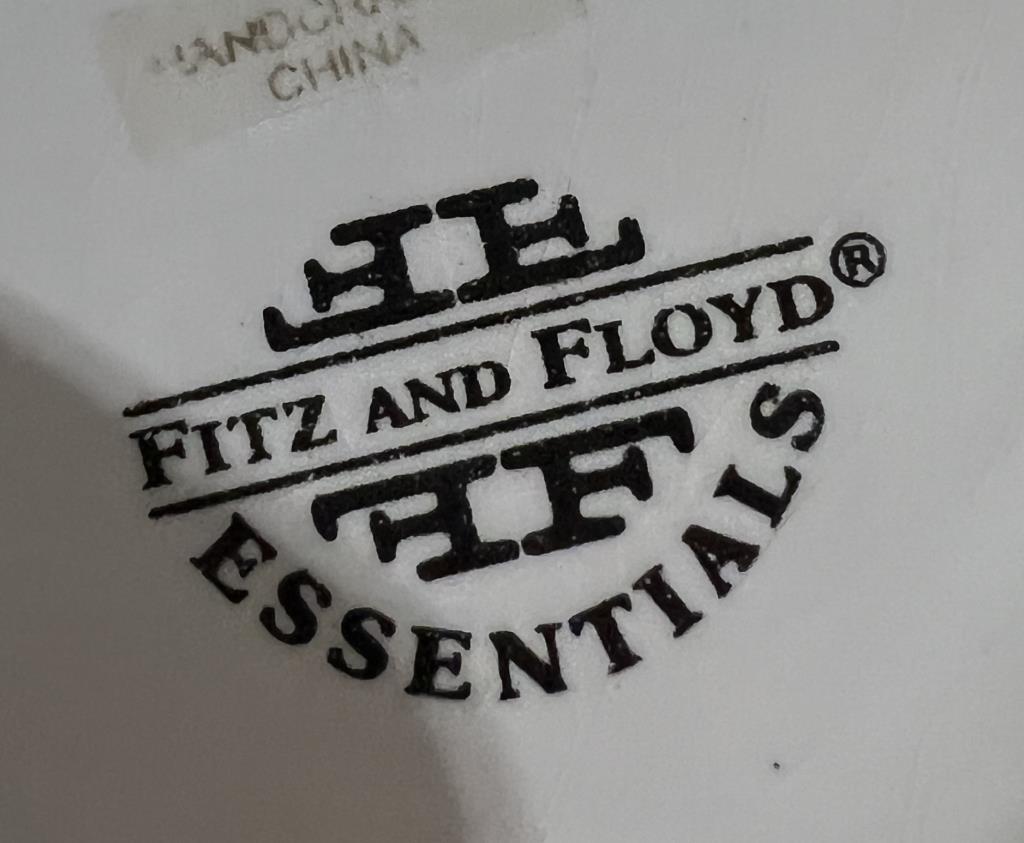 CHINA
FITZ AND FLOYD®
ESSENTIALS